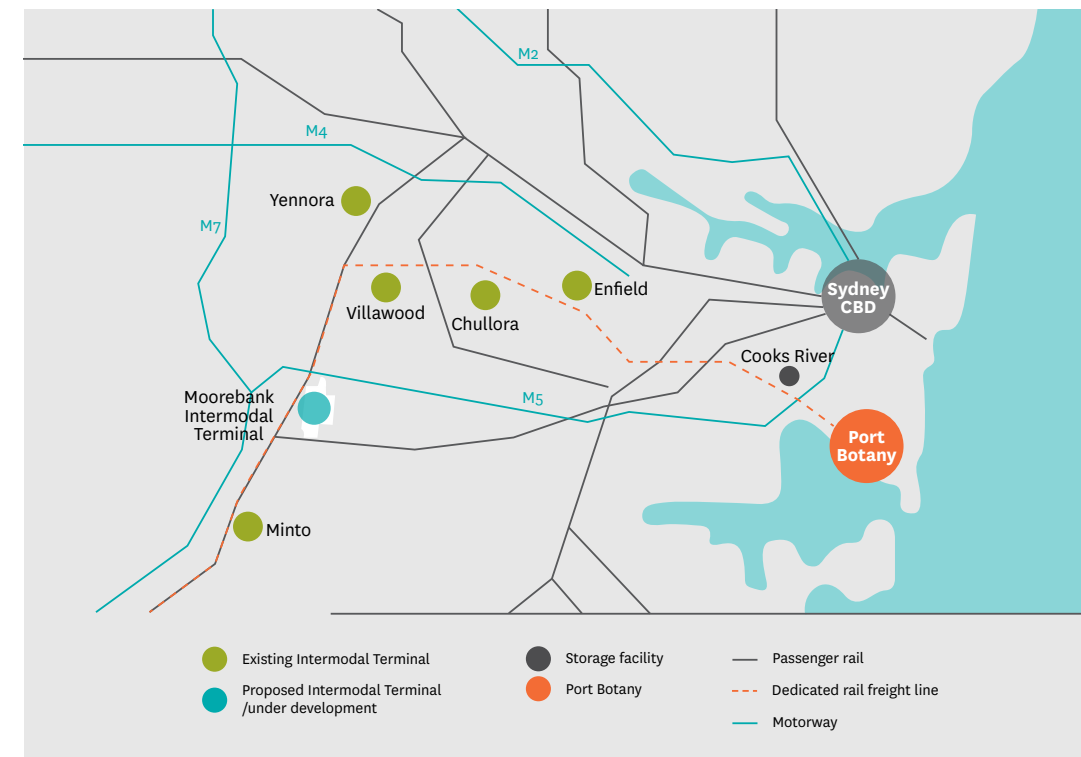 M2
M4
Yennora
M7
Sydney
CBD
Enfield
Villawood
Chullora
Cooks River
Moorebank
Intermodal
Terminal
M5
Port
Botany
Minto
Existing Intermodal Terminal
Proposed Intermodal Terminal
/under development
Storage facility
Port Botany
Passenger rail
Dedicated rail freight line
Motorway